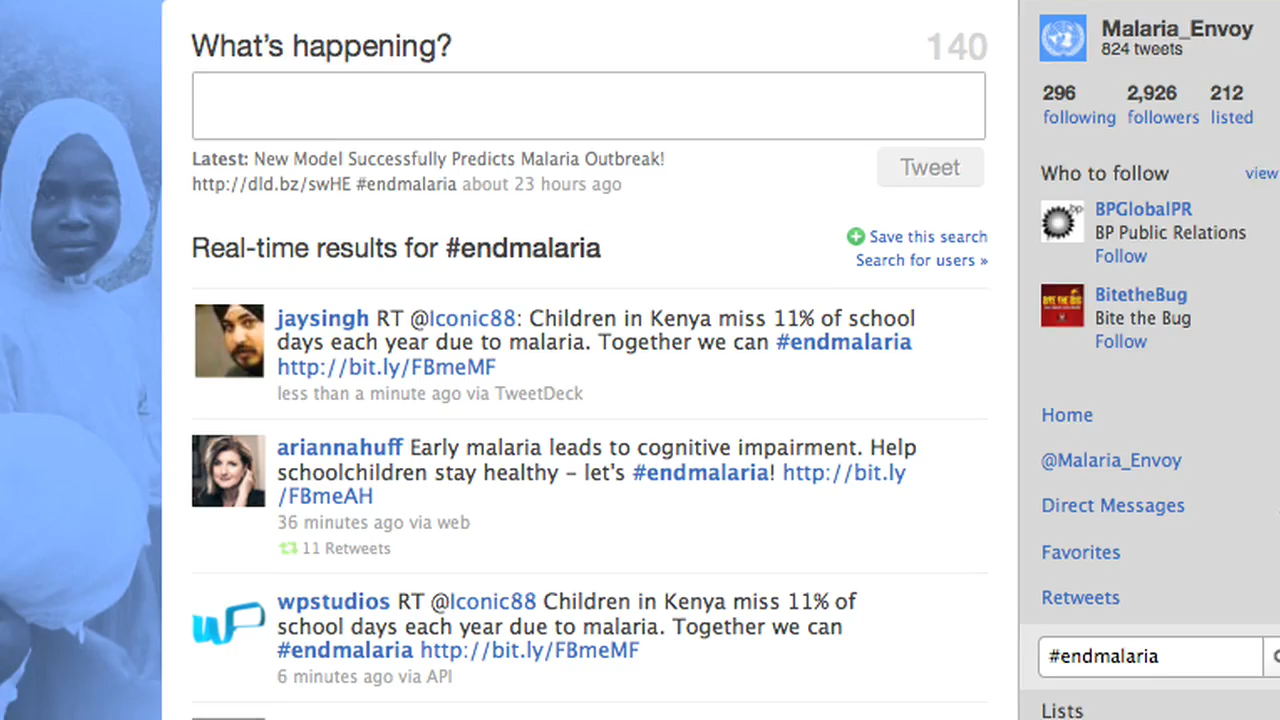 What's happening?
140
Latest: New Model Successfully Predicts Malaria Outbreak!
http://dld.bz/swHE #endmalaria about 23 hours ago
Tweet
Real-time results for #endmalaria
Save this search
Search for users »
jaysingh RT @Iconic88: Children in Kenya miss 11% of school
days each year due to malaria. Together we can #endmalaria
http://bit.ly/FBmeMF
less than a minute ago via TweetDeck
ariannahuff Early malaria leads to cognitive impairment. Help
schoolchildren stay healthy – let's #endmalaria! http://bit.ly
/FBmeAH
36 minutes ago via web
11 Retweets
wpstudios RT @Iconic88 Children in Kenya miss 11% of
school days each year due to malaria. Together we can
#endmalaria http://bit.ly/FBmeMF
6 minutes ago via API
Malaria_Envoy
824 tweets
296 2,926 212
following followers listed
Who to follow view
bp
BPGlobalPR
BP Public Relations
Follow
BITE THE BUG
BitetheBug
Bite the Bug
Follow
Home
@Malaria_Envoy
Direct Messages
Favorites
Retweets
#endmalaria
Lists